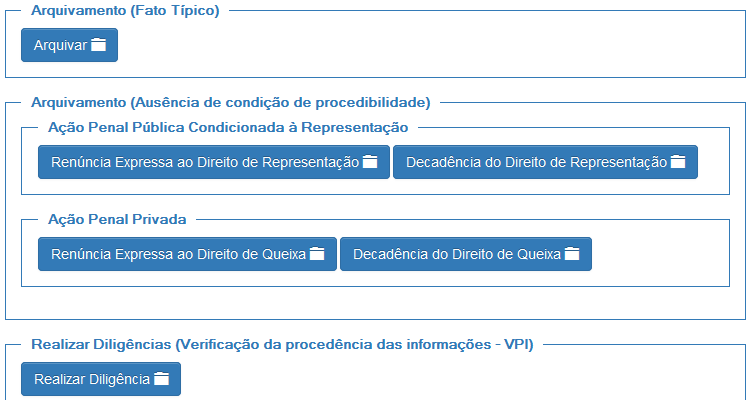 Arquivamento (Fato Típico)
Arquivar
Arquivamento (Ausência de condição de procedibilidade)
Ação Penal Pública Condicionada à Representação
Renúncia Expressa ao Direito de Representação Decadência do Direito de Representação
Ação Penal Privada
Renúncia Expressa ao Direito de Queixa Decadência do Direito de Queixa
Realizar Diligências (Verificação da procedência das informações - VPI)
Realizar Diligência